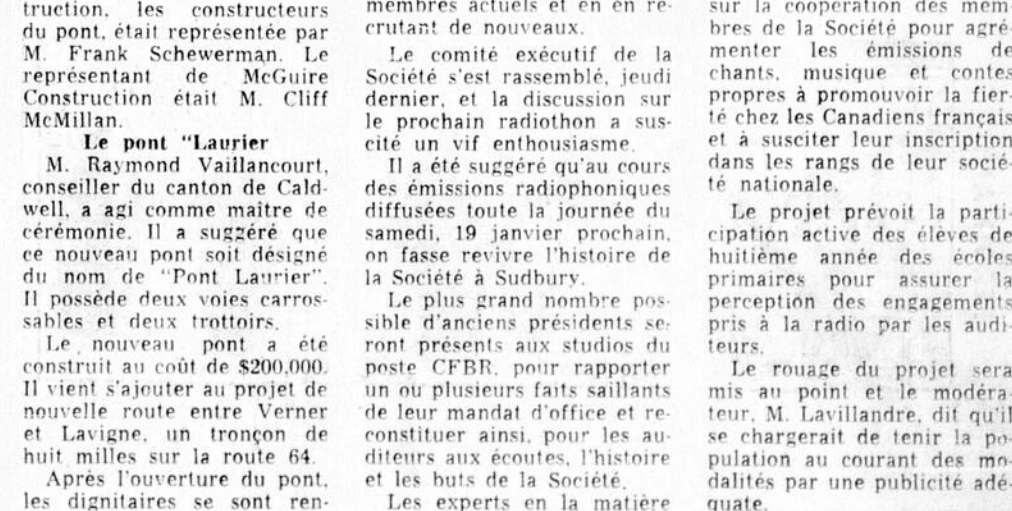 truction, les constructeurs
du pont, était représentée par
M. Frank Schewerman. Le
représentant de McGuire
Construction était M. Cliff
McMillan.
Le pont "Laurier
M. Raymond Vaillancourt,
conseiller du canton de Cald-
well, a agi comme maître de
cérémonie. Il a suggéré que
ce nouveau pont soit désigné
du nom de "Pont Laurier".
Il possède deux voies carros-
sables et deux trottoirs.
Le nouveau pont a été
construit au coût de $200,000.
Il vient s'ajouter au projet de
nouvelle route entre Verner
et Lavigne, un tronçon de
huit milles sur la route 64.
Après l'ouverture du pont,
les dignitaires se sont ren-
membres actuels et en en re-
crutant de nouveaux.
Le comité exécutif de la
Société s'est rassemblé, jeudi
dernier, et la discussion sur
le prochain radiothon a sus-
cité un vif enthousiasme.
Il a été suggéré qu'au cours
des émissions radiophoniques
diffusées toute la journée du
samedi, 19 janvier prochain,
on fasse revivre l'histoire de
la Société à Sudbury.
Le plus grand nombre pos-
sible d'anciens présidents se-
ront présents aux studios du
poste CFBR, pour rapporter
un ou plusieurs faits saillants
de leur mandat d'office et re-
constituer ainsi, pour les au-
diteurs aux écoutes, l'histoire
et les buts de la Société.
Les experts en la matière
sur la coopération des mem-
bres de la Société pour agré-
menter les émissions de
chants, musique et contes
propres à promouvoir la fier-
té chez les Canadiens français
et à susciter leur inscription
dans les rangs de leur socié-
té nationale.
Le projet prévoit la parti-
cipation active des élèves de
huitième année des écoles
primaires pour assurer la
perception des engagements
pris à la radio par les audi-
teurs.
Le rouage du projet sera
mis au point et le modéra-
teur, M. Lavillandre, dit qu'il
se chargerait de tenir la po-
pulation au courant des mo-
dalités par une publicité adé-
quate.